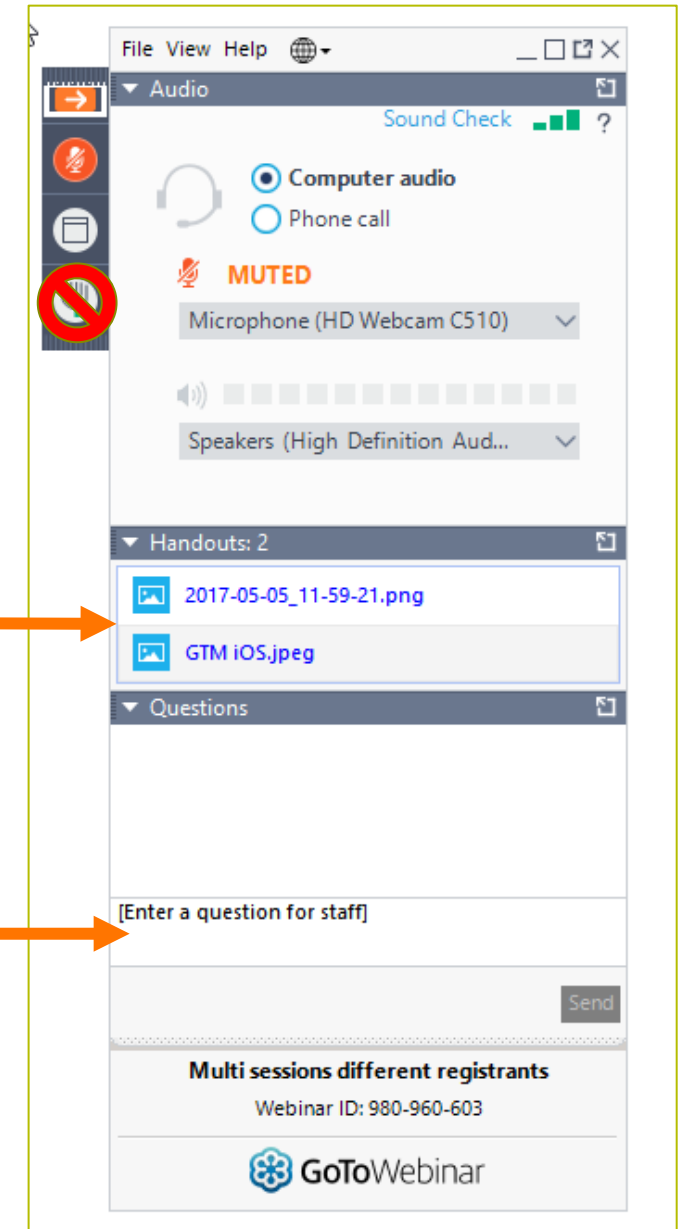 File View Help
Audio
Sound Check ?
Computer audio
Phone call
MUTED
Microphone (HD Webcam C510)
Speakers (High Definition Aud...
Handouts: 2
2017-05-05_11-59-21.png
GTM iOS.jpeg
Questions
[Enter a question for staff]
Send
Multi sessions different registrants
Webinar ID: 980-960-603
GoToWebinar